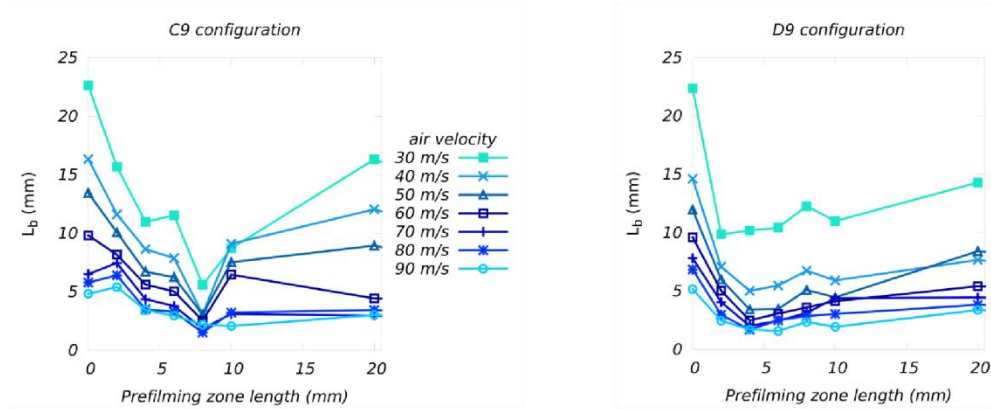 C9 configuration
25
20
15
10
5
0
L_b (mm)
0 5 10 15 20
Prefilming zone length (mm)
air velocity
30 m/s
40 m/s
50 m/s
60 m/s
70 m/s
80 m/s
90 m/s
D9 configuration
25
20
15
10
5
0
L_b (mm)
0 5 10 15 20
Prefilming zone length (mm)